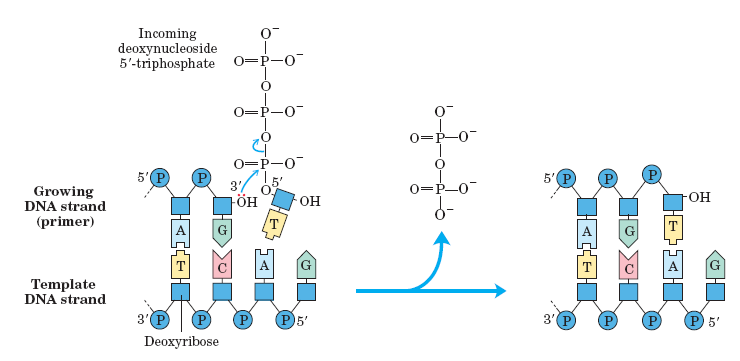 Incoming
deoxynucleoside
5′-triphosphate
O⁻
O=P—O⁻
O
O=P—O⁻
O
O=P—O⁻
O
5′
3′
ÖH
OH
5′ P P
Growing
DNA strand
(primer)
A G T
Template
DNA strand
T C A G
3′ P P P P 5′
Deoxyribose
O⁻
O=P—O⁻
O
O=P—O⁻
O⁻
5′ P P P
OH
A G T
T C A G
3′ P P P P 5′